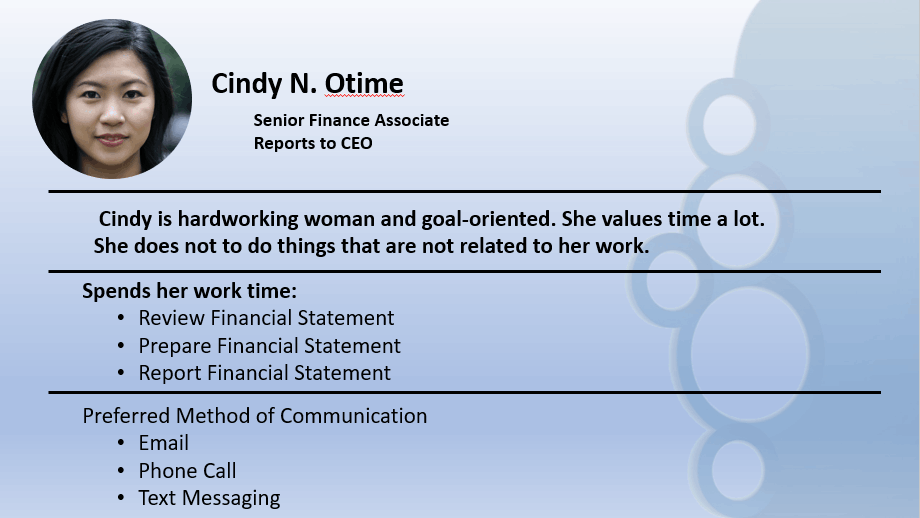 Cindy N. Otime
Senior Finance Associate
Reports to CEO
Cindy is hardworking woman and goal-oriented. She values time a lot.
She does not to do things that are not related to her work.
Spends her work time:
• Review Financial Statement
• Prepare Financial Statement
• Report Financial Statement
Preferred Method of Communication
• Email
• Phone Call
• Text Messaging